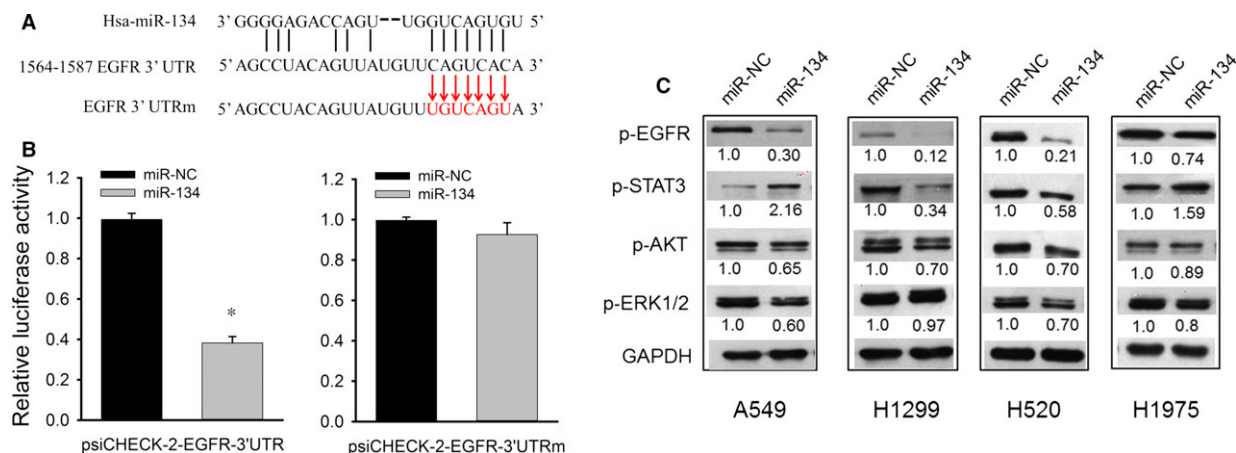 A
Hsa-miR-134 3' GGGGAGACCAGU--UGGUCAGUGU 5'
1564-1587 EGFR 3' UTR 5' AGCCUACAGUUAUGUUCAGUCACA 3'
EGFR 3' UTRm 5' AGCCUACAGUUAUGUUUGUCAGUA 3'
B
Relative luciferase activity
miR-NC
miR-134
1.2
1.0
0.8
0.6
0.4
0.2
0.0
*
psiCHECK-2-EGFR-3'UTR
miR-NC
miR-134
1.2
1.0
0.8
0.6
0.4
0.2
0.0
psiCHECK-2-EGFR-3'UTRm
C
miR-NC miR-134 miR-NC miR-134 miR-NC miR-134 miR-NC miR-134
p-EGFR
1.0 0.30 1.0 0.12 1.0 0.21 1.0 0.74
p-STAT3
1.0 2.16 1.0 0.34 1.0 0.58 1.0 1.59
p-AKT
1.0 0.65 1.0 0.70 1.0 0.70 1.0 0.89
p-ERK1/2
1.0 0.60 1.0 0.97 1.0 0.70 1.0 0.8
GAPDH
A549 H1299 H520 H1975